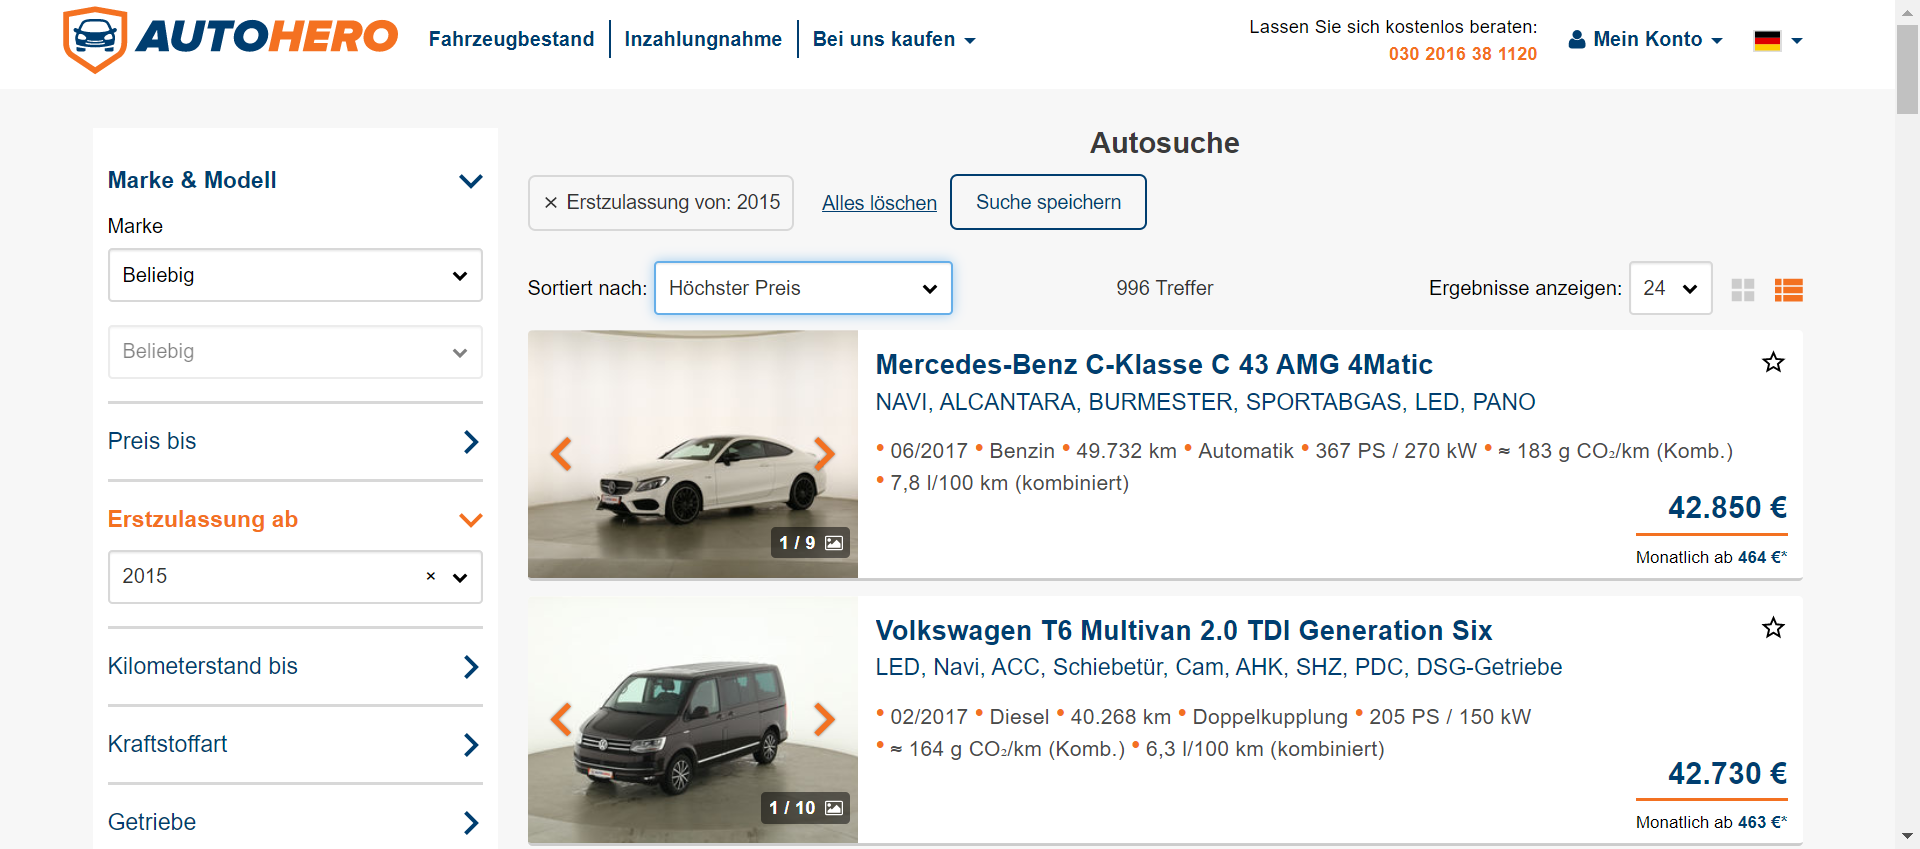 AUTOHERO
Fahrzeugbestand
Inzahlungnahme
Bei uns kaufen
Lassen Sie sich kostenlos beraten:
030 2016 38 1120
Mein Konto
Marke & Modell
Marke
Beliebig
Beliebig
Preis bis
Erstzulassung ab
2015 ×
Kilometerstand bis
Kraftstoffart
Getriebe
Autosuche
× Erstzulassung von: 2015
Alles löschen
Suche speichern
Sortiert nach: Höchster Preis
996 Treffer
Ergebnisse anzeigen: 24
1 / 9
Mercedes-Benz C-Klasse C 43 AMG 4Matic
NAVI, ALCANTARA, BURMESTER, SPORTABGAS, LED, PANO
• 06/2017 • Benzin • 49.732 km • Automatik • 367 PS / 270 kW • ≈ 183 g CO₂/km (Komb.)
• 7,8 l/100 km (kombiniert)
42.850 €
Monatlich ab 464 €*
1 / 10
Volkswagen T6 Multivan 2.0 TDI Generation Six
LED, Navi, ACC, Schiebetür, Cam, AHK, SHZ, PDC, DSG-Getriebe
• 02/2017 • Diesel • 40.268 km • Doppelkupplung • 205 PS / 150 kW
• ≈ 164 g CO₂/km (Komb.) • 6,3 l/100 km (kombiniert)
42.730 €
Monatlich ab 463 €*